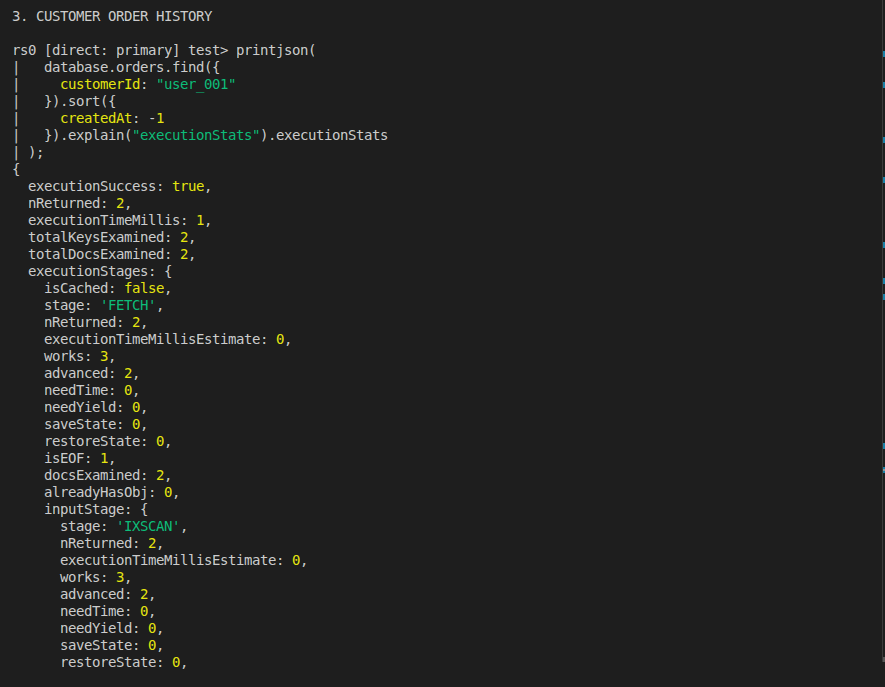 3. CUSTOMER ORDER HISTORY
rs0 [direct: primary] test> printjson(
|   database.orders.find({
|     customerId: "user_001"
|   }).sort({
|     createdAt: -1
|   }).explain("executionStats").executionStats
| );
{
  executionSuccess: true,
  nReturned: 2,
  executionTimeMillis: 1,
  totalKeysExamined: 2,
  totalDocsExamined: 2,
  executionStages: {
    isCached: false,
    stage: 'FETCH',
    nReturned: 2,
    executionTimeMillisEstimate: 0,
    works: 3,
    advanced: 2,
    needTime: 0,
    needYield: 0,
    saveState: 0,
    restoreState: 0,
    isEOF: 1,
    docsExamined: 2,
    alreadyHasObj: 0,
    inputStage: {
      stage: 'IXSCAN',
      nReturned: 2,
      executionTimeMillisEstimate: 0,
      works: 3,
      advanced: 2,
      needTime: 0,
      needYield: 0,
      saveState: 0,
      restoreState: 0,